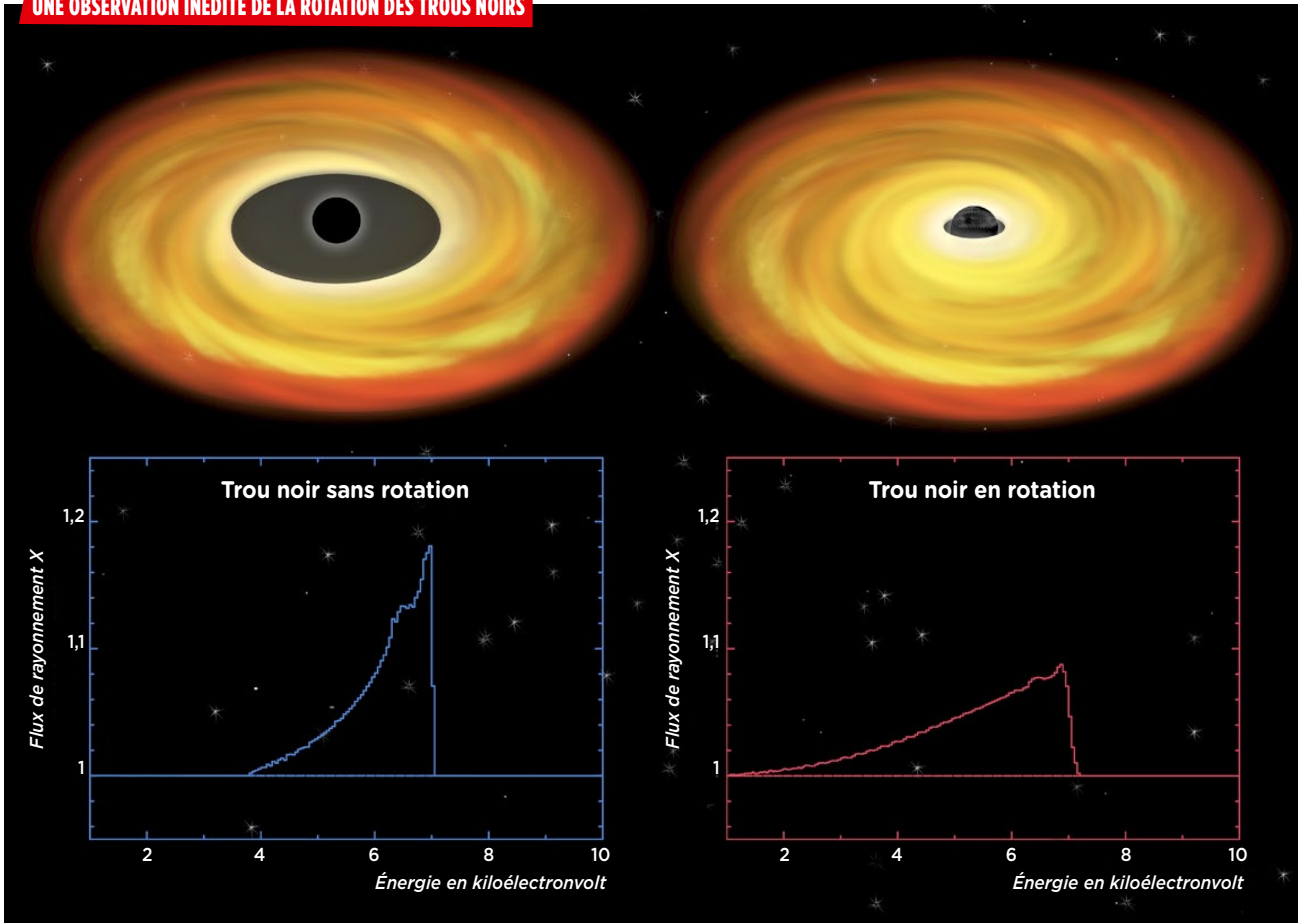 UNE OBSERVATION INÉDITE DE LA ROTATION DES TROUS NOIRS
Trou noir sans rotation
Flux de rayonnement X
1,2
1,1
1
2 4 6 8 10
Énergie en kiloélectronvolt
Trou noir en rotation
Flux de rayonnement X
1,2
1,1
1
2 4 6 8 10
Énergie en kiloélectronvolt